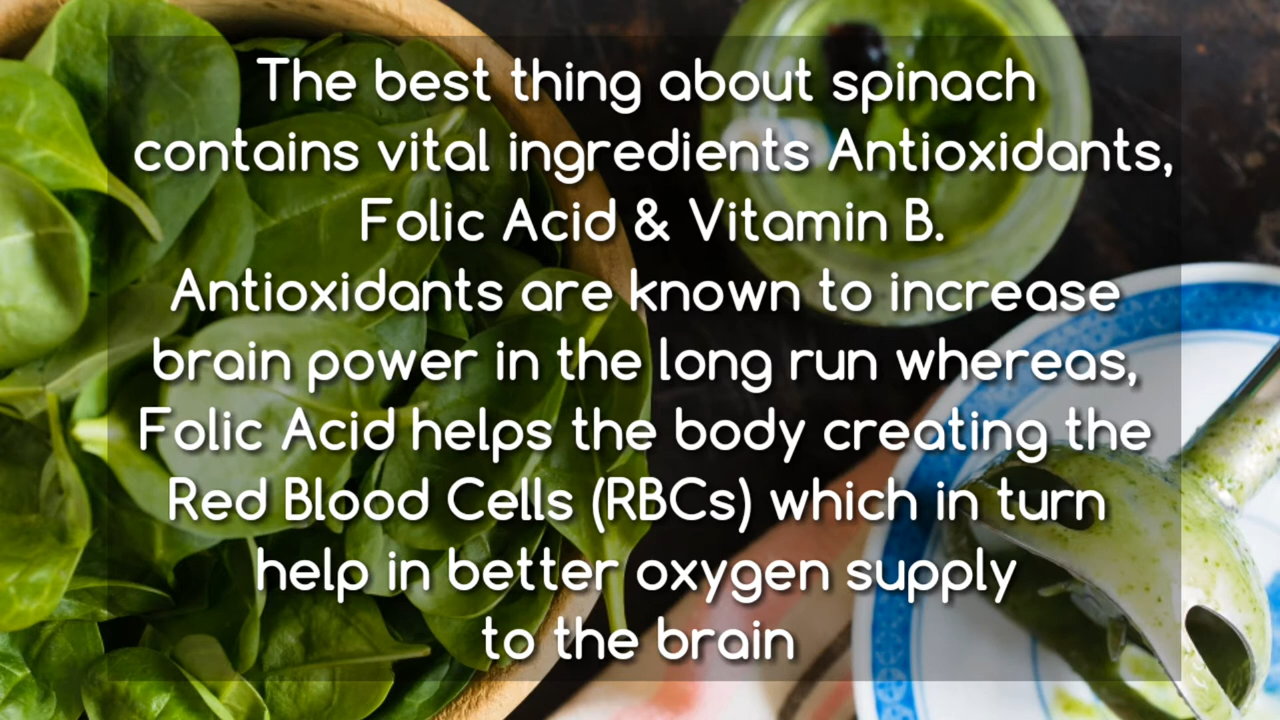 The best thing about spinach
contains vital ingredients Antioxidants,
Folic Acid & Vitamin B.
Antioxidants are known to increase
brain power in the long run whereas,
Folic Acid helps the body creating the
Red Blood Cells (RBCs) which in turn
help in better oxygen supply
to the brain